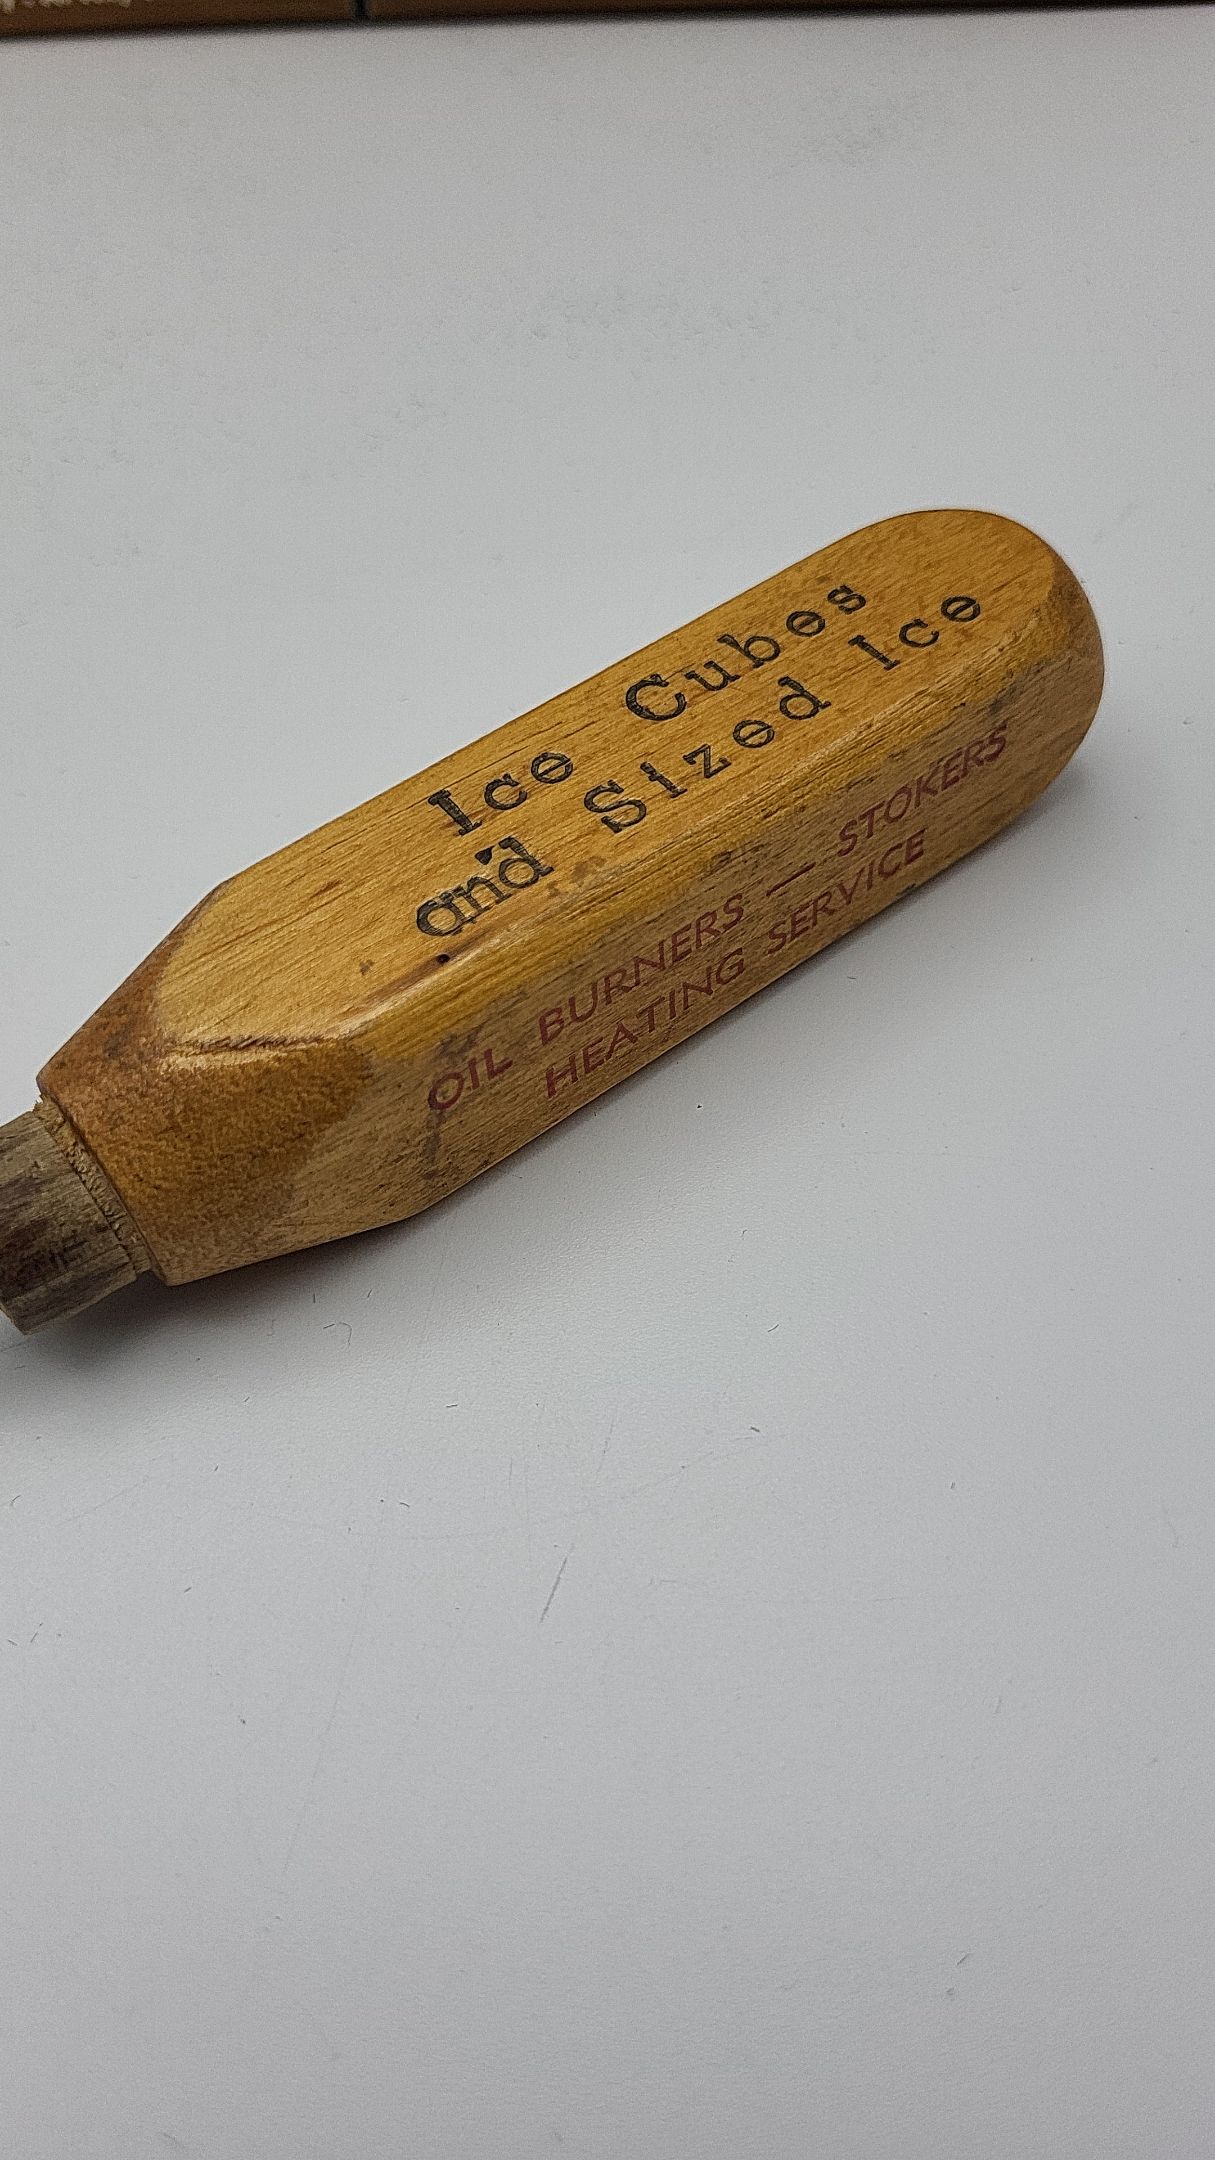 Ice Cubes
and Sized Ice
OIL BURNERS — STOKERS
HEATING SERVICE